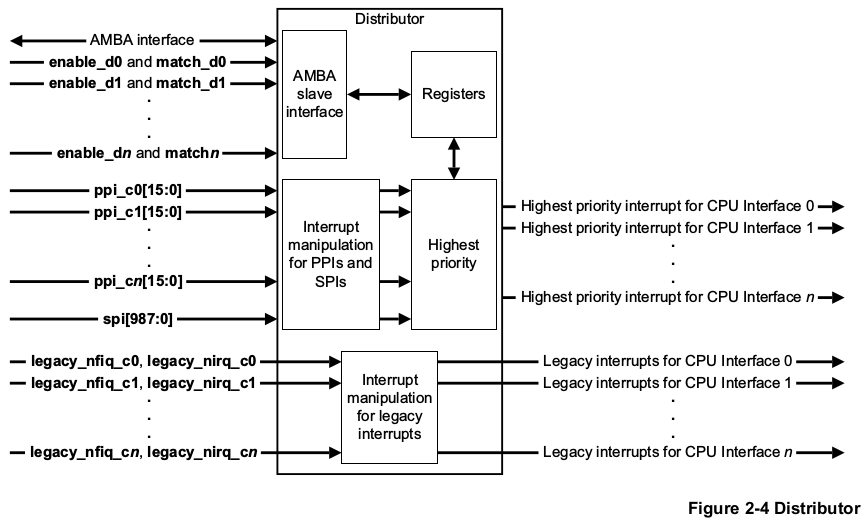 Distributor
AMBA interface
enable_d0 and match_d0
enable_d1 and match_d1
enable_dn and matchn
AMBA
slave
interface
Registers
ppi_c0[15:0]
ppi_c1[15:0]
ppi_cn[15:0]
spi[987:0]
Interrupt
manipulation
for PPIs and
SPIs
Highest
priority
Highest priority interrupt for CPU Interface 0
Highest priority interrupt for CPU Interface 1
Highest priority interrupt for CPU Interface n
legacy_nfiq_c0, legacy_nirq_c0
legacy_nfiq_c1, legacy_nirq_c1
legacy_nfiq_cn, legacy_nirq_cn
Interrupt
manipulation
for legacy
interrupts
Legacy interrupts for CPU Interface 0
Legacy interrupts for CPU Interface 1
Legacy interrupts for CPU Interface n
Figure 2-4 Distributor